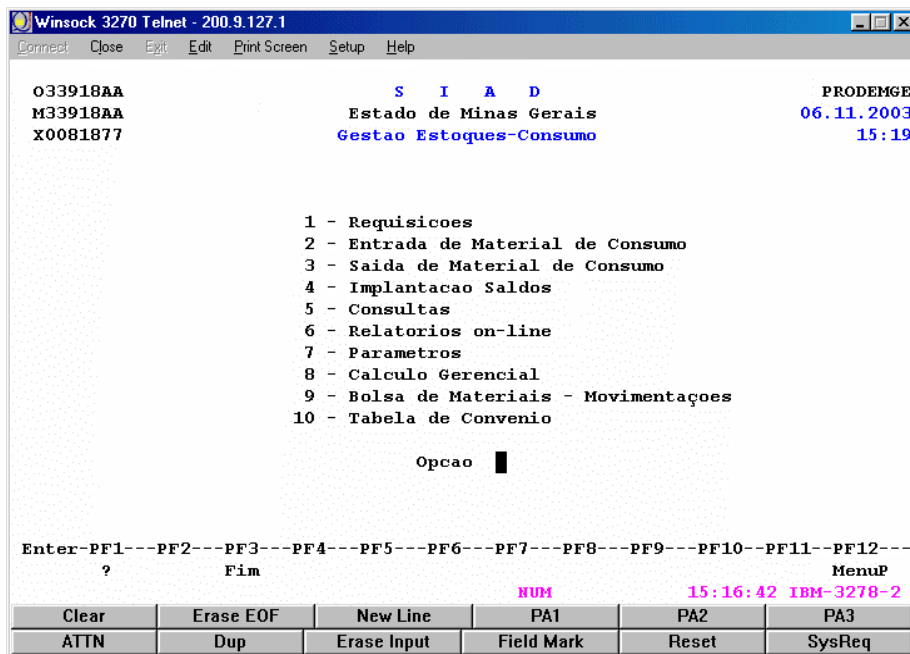 Winsock 3270 Telnet - 200.9.127.1
Connect Close Exit Edit Print Screen Setup Help
O33918AA S I A D PRODEMGE
M33918AA Estado de Minas Gerais 06.11.2003
X0081877 Gestao Estoques-Consumo 15:19
1 - Requisicoes
2 - Entrada de Material de Consumo
3 - Saida de Material de Consumo
4 - Implantacao Saldos
5 - Consultas
6 - Relatorios on-line
7 - Parametros
8 - Calculo Gerencial
9 - Bolsa de Materiais - Movimentaçoes
10 - Tabela de Convenio
Opcao
Enter-PF1---PF2---PF3---PF4---PF5---PF6---PF7---PF8---PF9---PF10--PF11--PF12---
? Fim MenuP
NUM 15:16:42 IBM-3278-2
Clear Erase EOF New Line PA1 PA2 PA3
ATTN Dup Erase Input Field Mark Reset SysReq